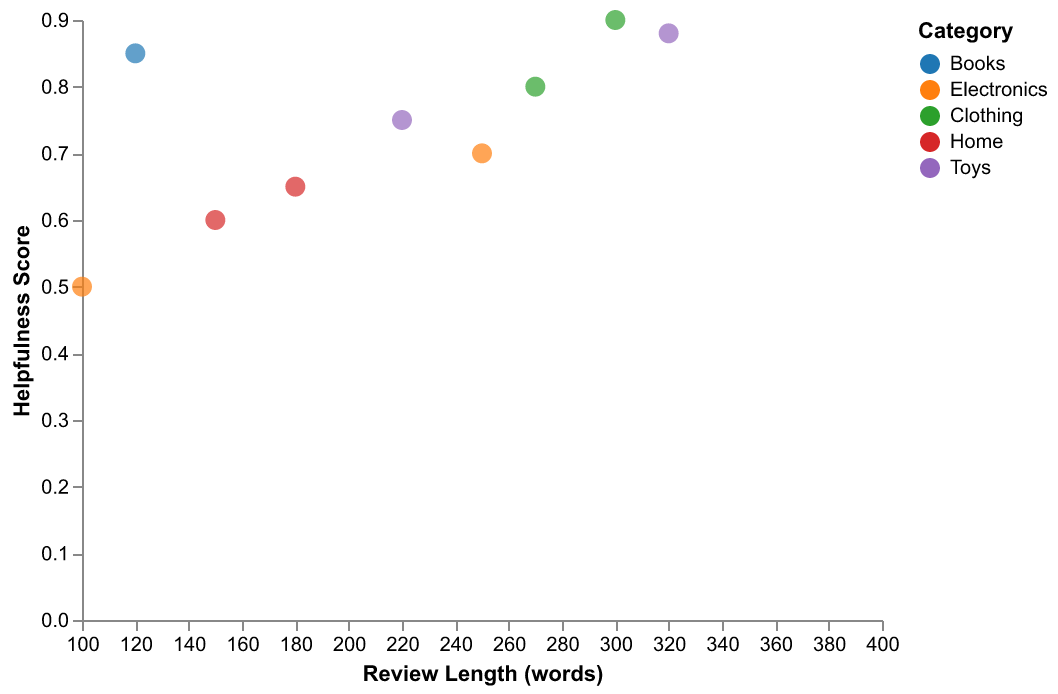 0.9
0.8
0.7
0.6
0.5
0.4
0.3
0.2
0.1
0.0
Helpfulness Score
100 120 140 160 180 200 220 240 260 280 300 320 340 360 380 400
Review Length (words)
Category
Books
Electronics
Clothing
Home
Toys